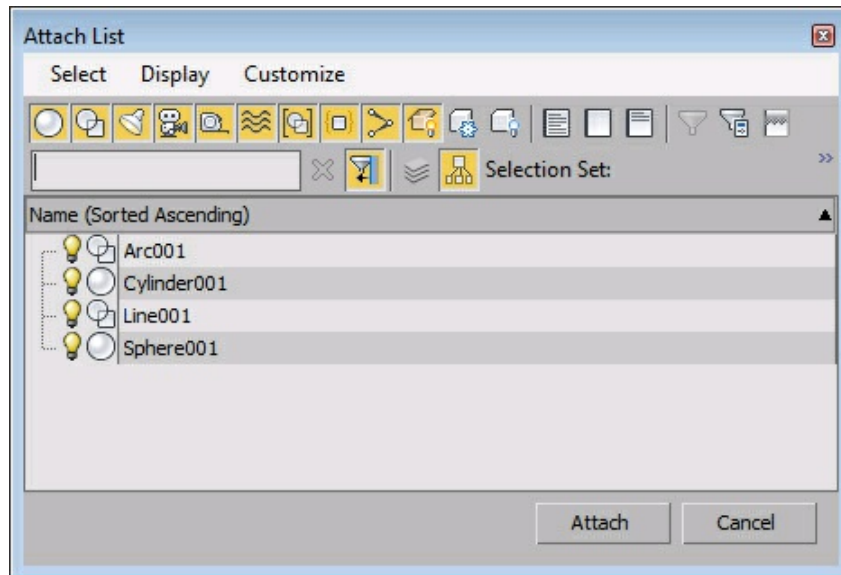 Attach List
Select Display Customize
Selection Set:
Name (Sorted Ascending)
Arc001
Cylinder001
Line001
Sphere001
Attach Cancel